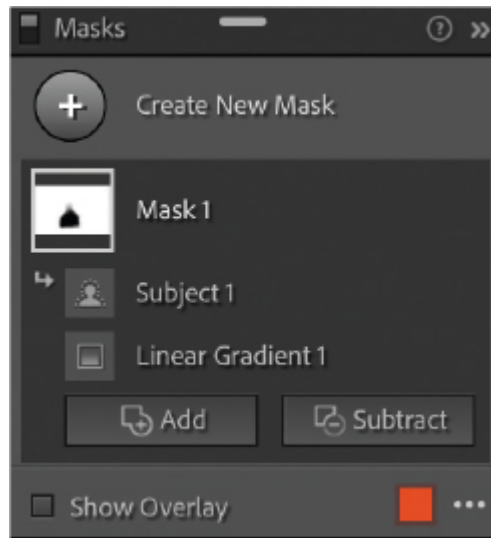 Masks
Create New Mask
Mask 1
Subject 1
Linear Gradient 1
Add Subtract
Show Overlay